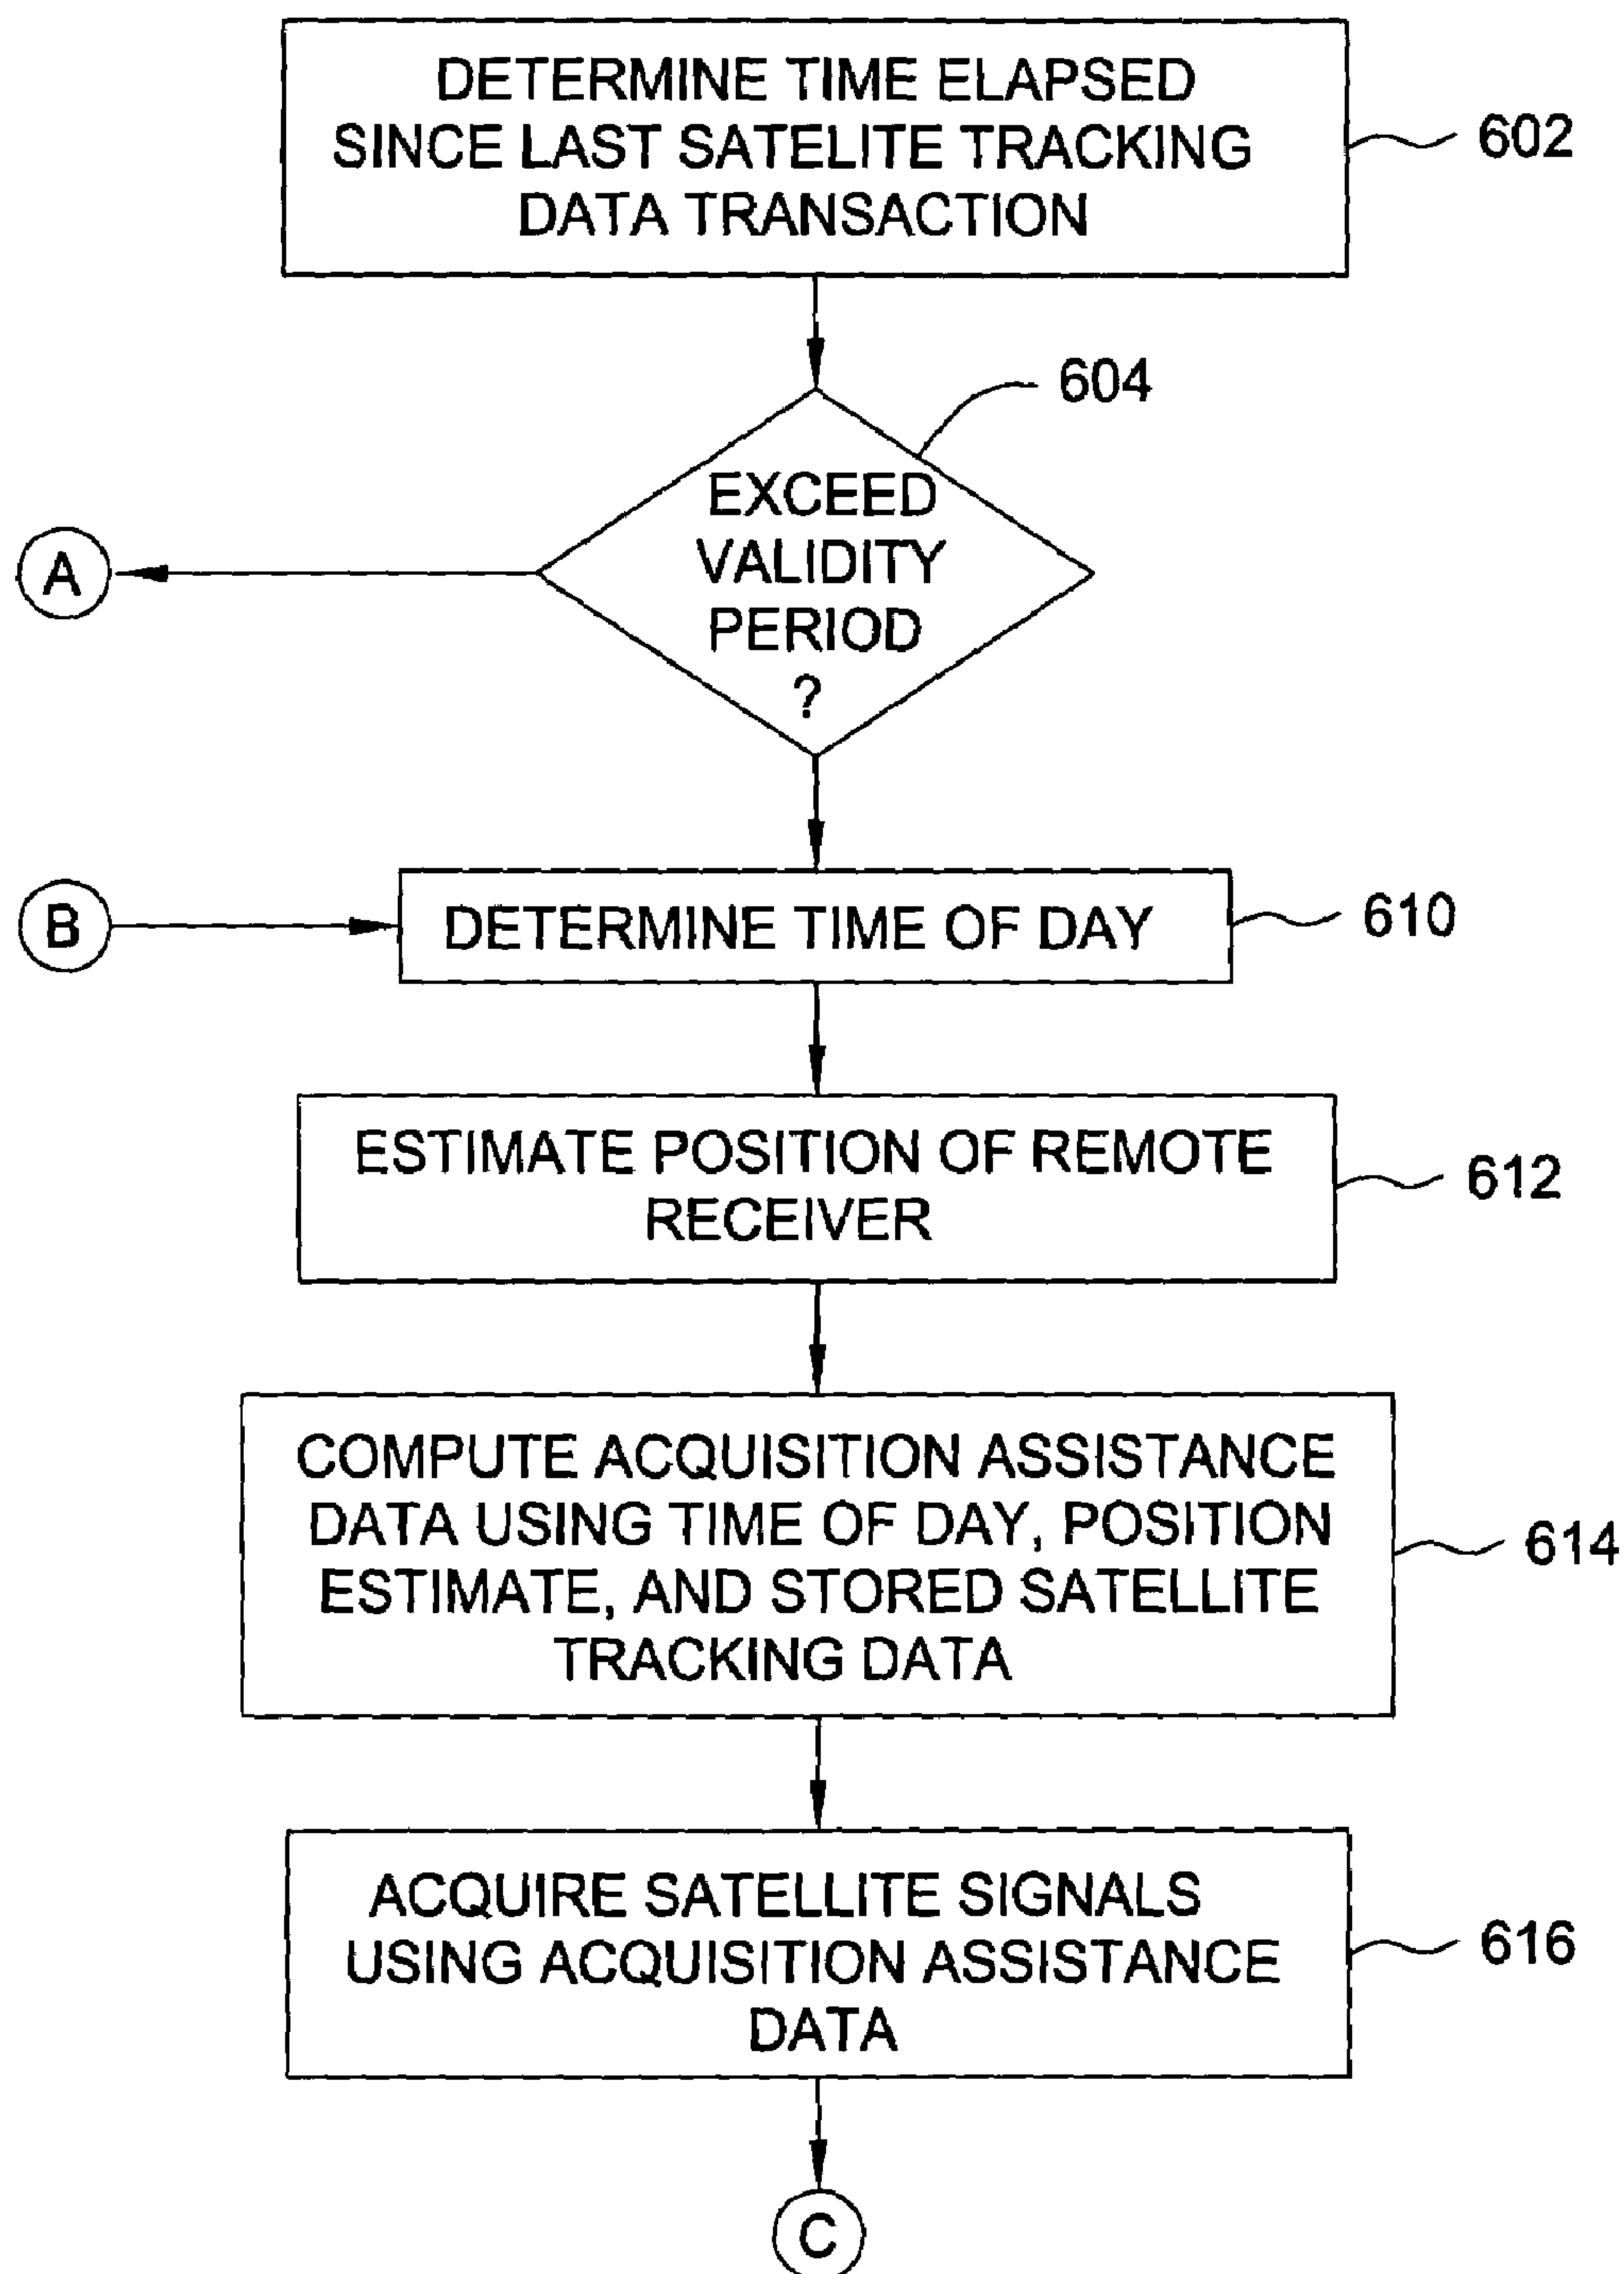 DETERMINE TIME ELAPSED
SINCE LAST SATELITE TRACKING
DATA TRANSACTION
602
604
EXCEED
VALIDITY
PERIOD
?
A
B
DETERMINE TIME OF DAY
610
ESTIMATE POSITION OF REMOTE
RECEIVER
612
COMPUTE ACQUISITION ASSISTANCE
DATA USING TIME OF DAY, POSITION
ESTIMATE, AND STORED SATELLITE
TRACKING DATA
614
ACQUIRE SATELLITE SIGNALS
USING ACQUISITION ASSISTANCE
DATA
616
C